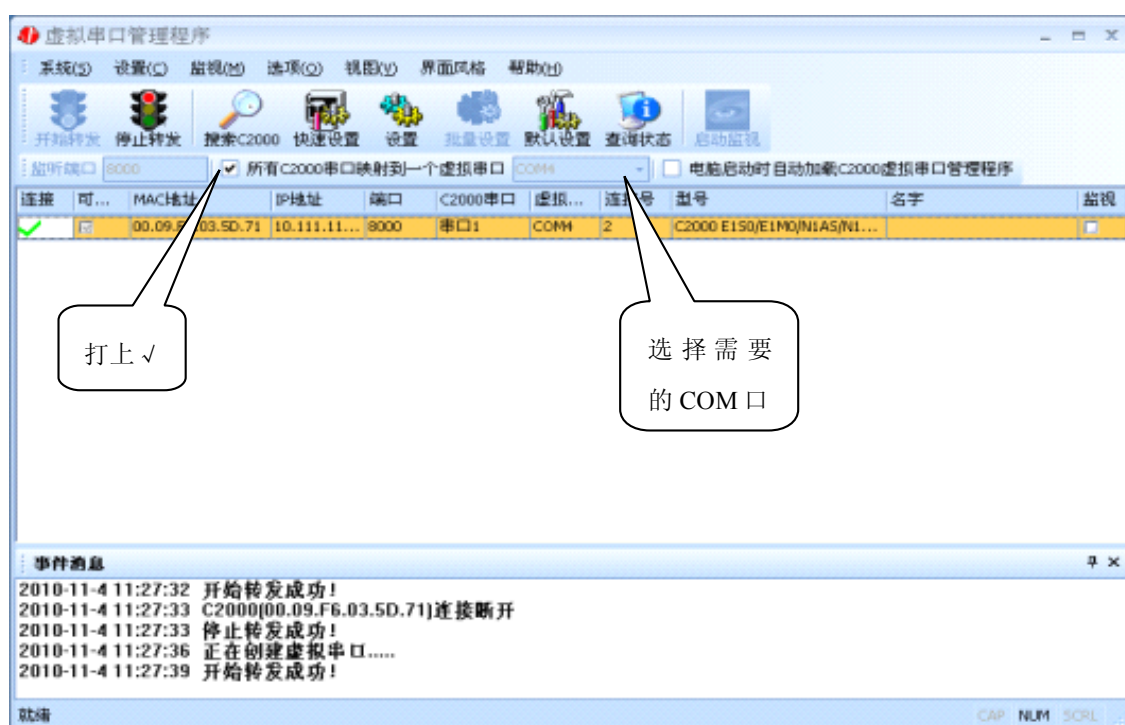 虚拟串口管理程序
系统(S) 设置(C) 监视(M) 选项(O) 视图(V) 界面风格 帮助(H)
开始转发 停止转发 搜索C2000 快速设置 设置 批量设置 默认设置 查询状态 启动监视
监听端口 8000 所有C2000串口映射到一个虚拟串口 COM4 电脑启动时自动加载C2000虚拟串口管理程序
连接 可... MAC地址 IP地址 端口 C2000串口 虚拟... 连接号 型号 名字 监视
10.111.11... 8000 串口1 COM4 2 C2000 E1S0/E1M0/N1A5/N1...
打上√
选择需要
的COM口
事件消息
2010-11-4 11:27:32 开始转发成功!
2010-11-4 11:27:33 C2000[00.09.F6.03.5D.71]连接断开
2010-11-4 11:27:33 停止转发成功!
2010-11-4 11:27:36 正在创建虚拟串口.....
2010-11-4 11:27:39 开始转发成功!
就绪 CAP NUM SCRL